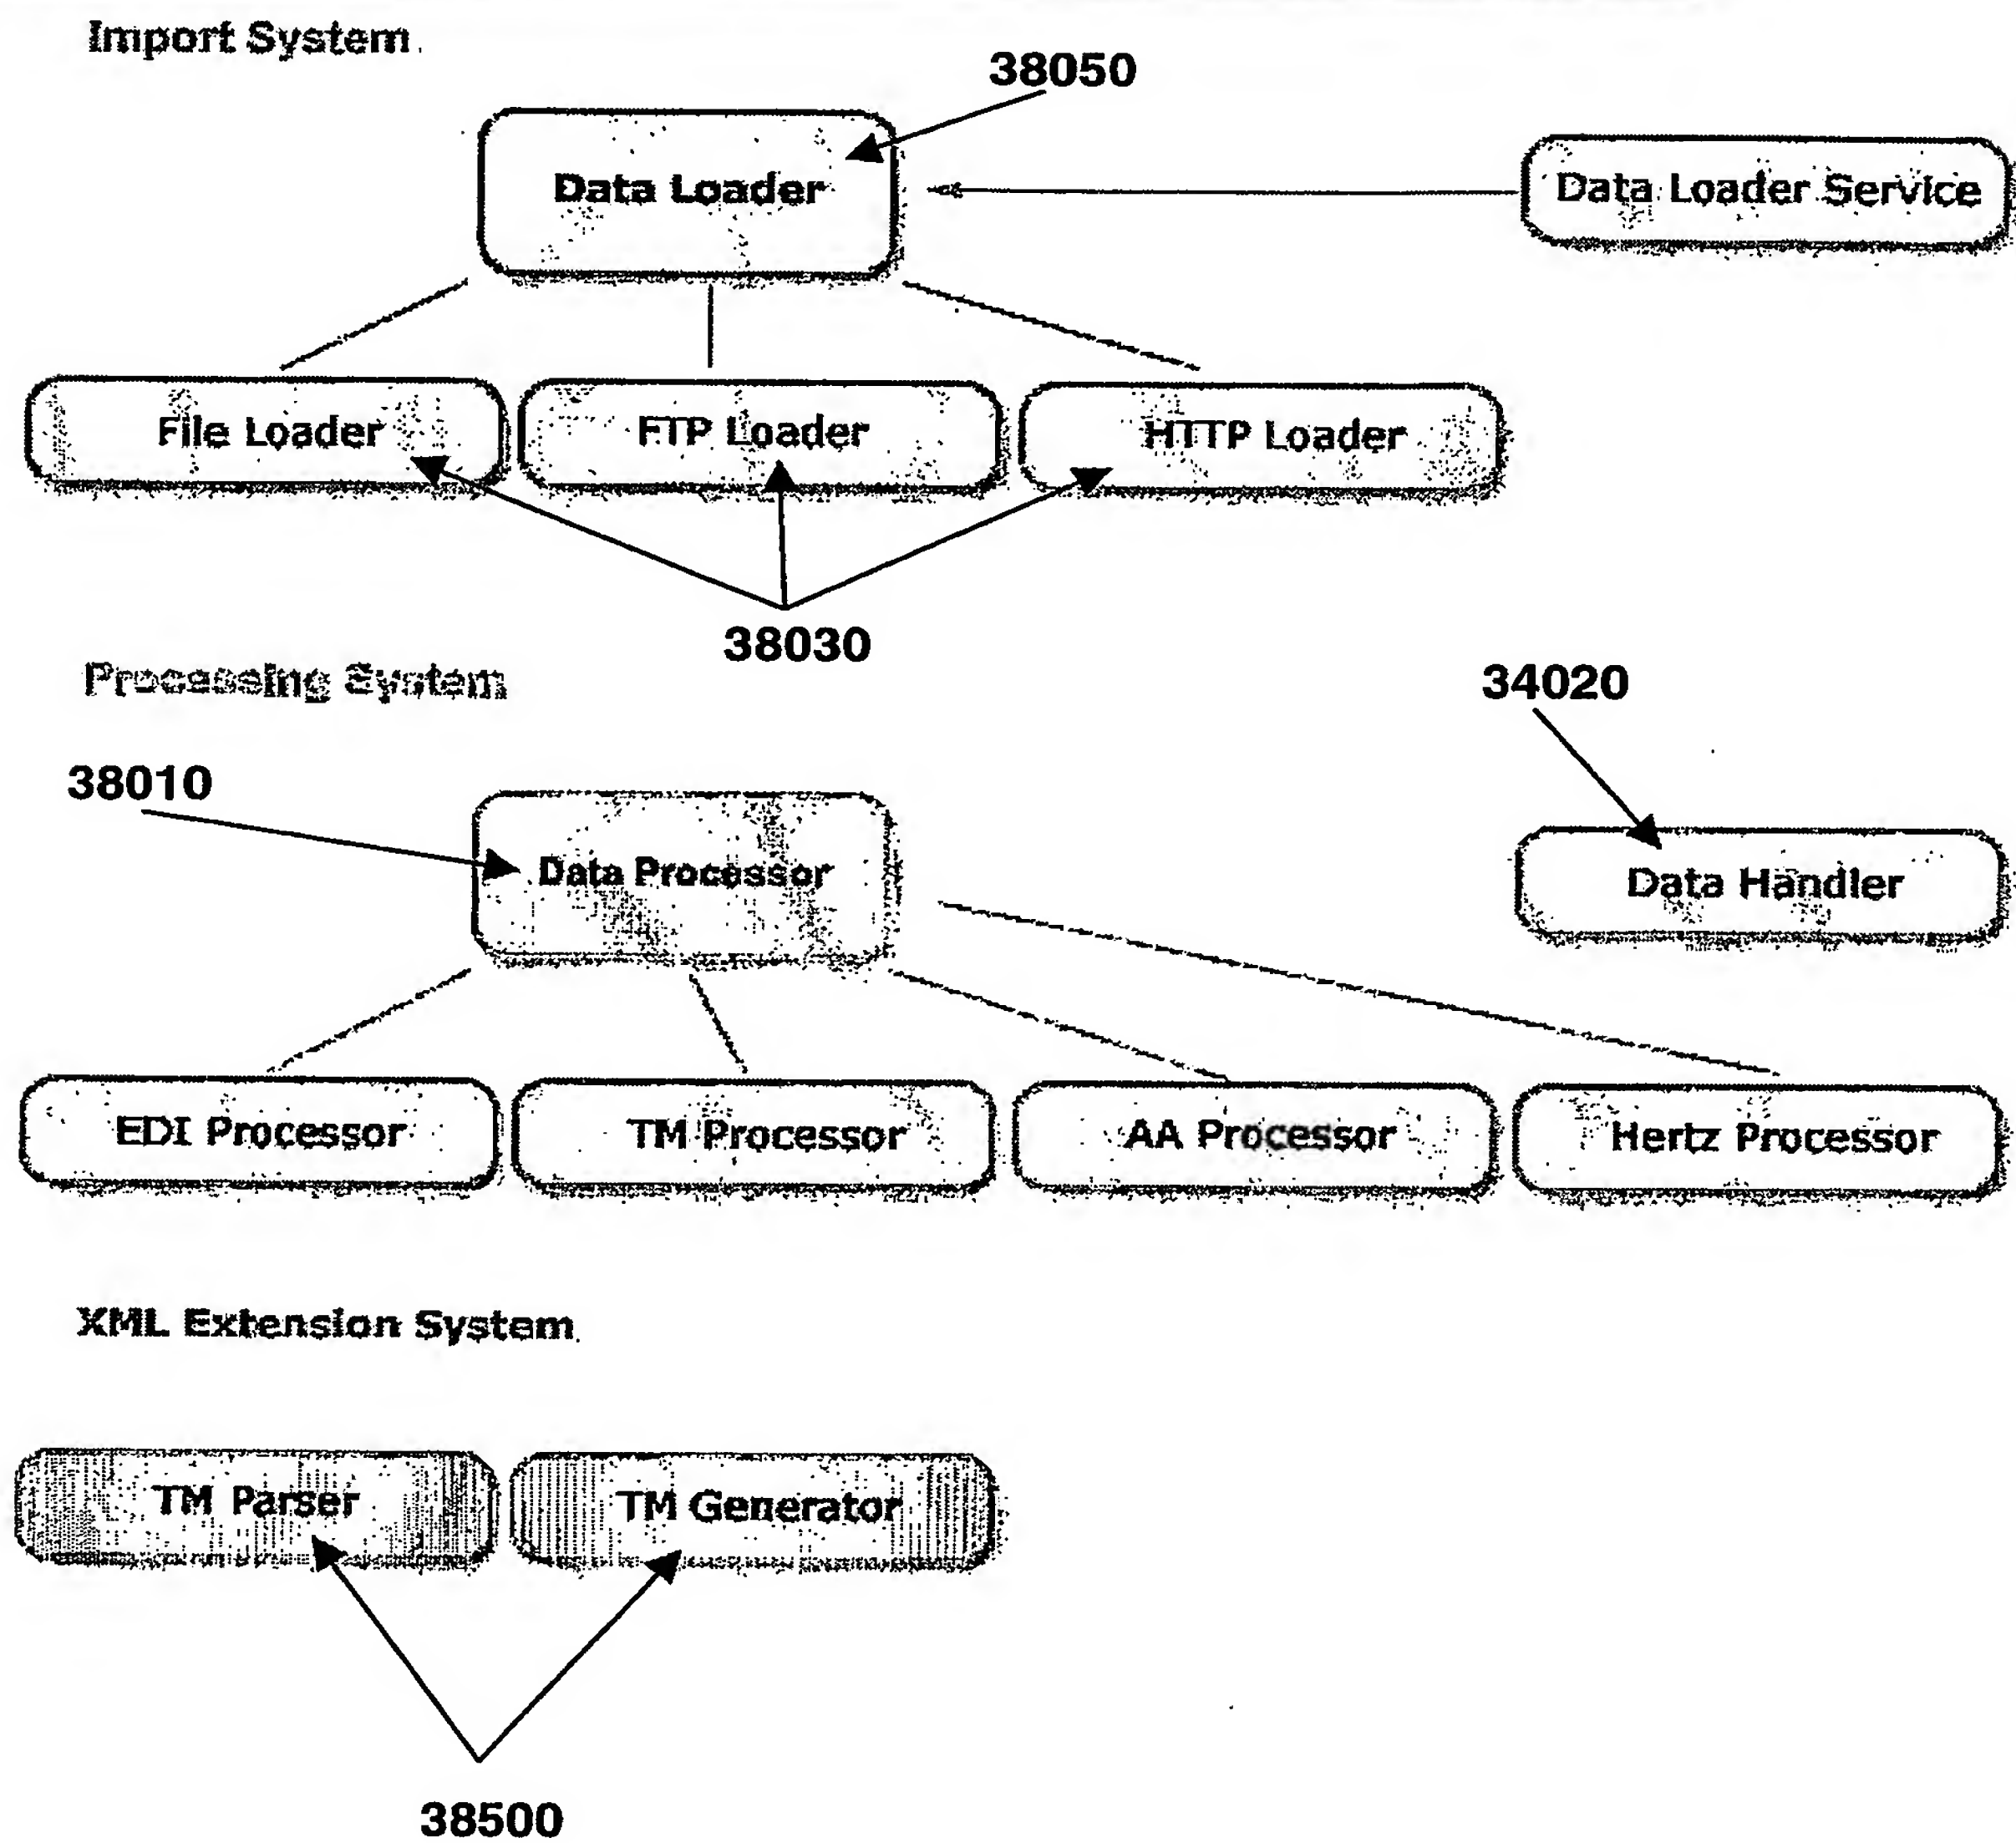 Import System
38050
Data Loader
Data Loader Service
File Loader
FTP Loader
HTTP Loader
38030
Processing System
34020
38010
Data Processor
Data Handler
EDI Processor
TM Processor
AA Processor
Hertz Processor
XML Extension System
TM Parser
TM Generator
38500